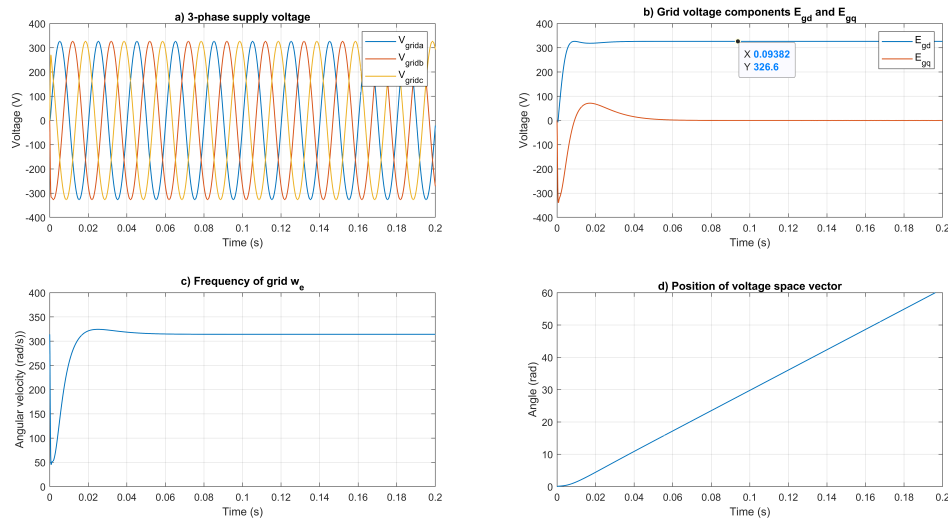 a) 3-phase supply voltage
400
300
200
100
0
-100
-200
-300
-400
Voltage (V)
0 0.02 0.04 0.06 0.08 0.1 0.12 0.14 0.16 0.18 0.2
Time (s)
V_grida
V_gridb
V_gridc
b) Grid voltage components E_gd and E_gq
400
300
200
100
0
-100
-200
-300
-400
Voltage (V)
0 0.02 0.04 0.06 0.08 0.1 0.12 0.14 0.16 0.18 0.2
Time (s)
X 0.09382
Y 326.6
E_gd
E_gq
c) Frequency of grid w_e
400
350
300
250
200
150
100
50
0
Angular velocity (rad/s))
0 0.02 0.04 0.06 0.08 0.1 0.12 0.14 0.16 0.18 0.2
Time (s)
d) Position of voltage space vector
60
50
40
30
20
10
0
Angle (rad)
0 0.02 0.04 0.06 0.08 0.1 0.12 0.14 0.16 0.18 0.2
Time (s)